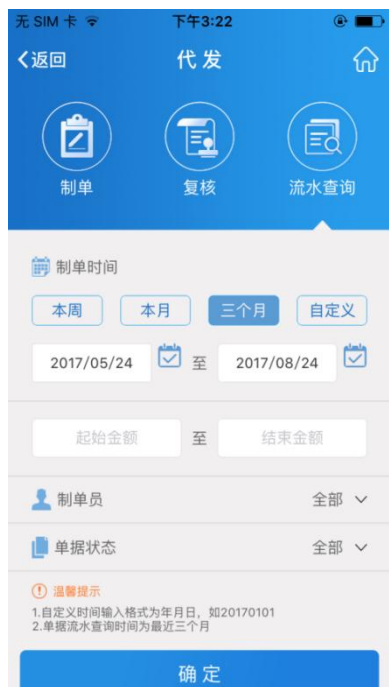 无 SIM 卡 下午3:22
返回 代发
制单 复核 流水查询
制单时间
本周 本月 三个月 自定义
2017/05/24 至 2017/08/24
起始金额 至 结束金额
制单员 全部
单据状态 全部
温馨提示
1.自定义时间输入格式为年月日，如20170101
2.单据流水查询时间为最近三个月
确定